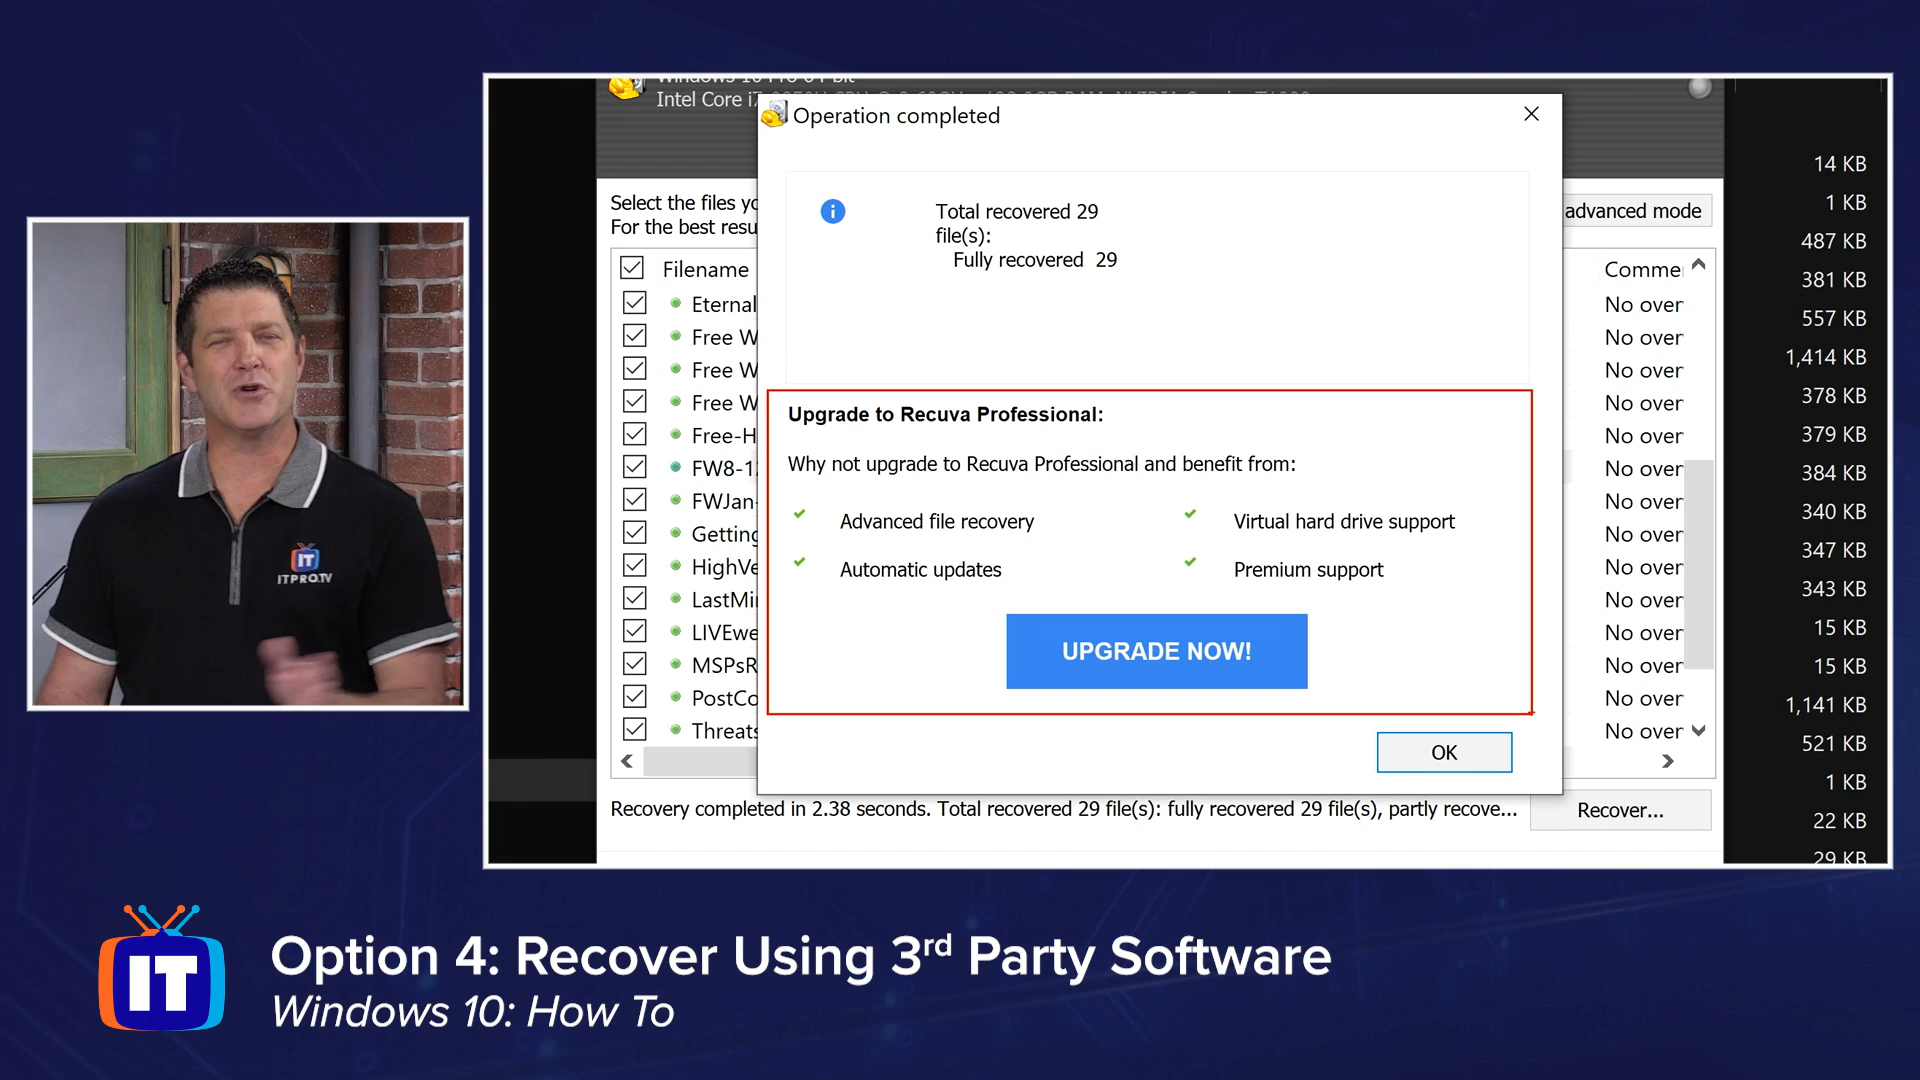 Windows 10 Pro 64-bit
Intel Core i7
Operation completed
Total recovered 29
file(s):
Fully recovered 29
Select the files yo
For the best resu
advanced mode
Filename
Comme
Eternal
No over
Free W
No over
Free W
No over
Free W
No over
Free-H
No over
FW8-1
No over
FWJan-
No over
Getting
No over
HighVe
No over
LastMi
No over
LIVEwe
No over
MSPsR
No over
PostCo
No over
Threats
No over
Upgrade to Recuva Professional:
Why not upgrade to Recuva Professional and benefit from:
Advanced file recovery
Virtual hard drive support
Automatic updates
Premium support
UPGRADE NOW!
OK
Recovery completed in 2.38 seconds. Total recovered 29 file(s): fully recovered 29 file(s), partly recove...
Recover...
14 KB
1 KB
487 KB
381 KB
557 KB
1,414 KB
378 KB
379 KB
384 KB
340 KB
347 KB
343 KB
15 KB
15 KB
1,141 KB
521 KB
1 KB
22 KB
29 KB
IT
ITPRO.TV
IT
Option 4: Recover Using 3rd Party Software
Windows 10: How To